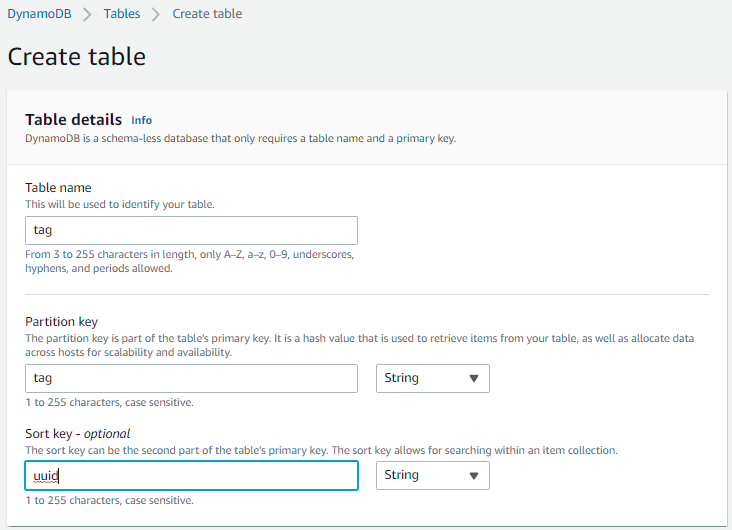 DynamoDB > Tables > Create table
Create table
Table details Info
DynamoDB is a schema-less database that only requires a table name and a primary key.
Table name
This will be used to identify your table.
tag
From 3 to 255 characters in length, only A–Z, a–z, 0–9, underscores,
hyphens, and periods allowed.
Partition key
The partition key is part of the table's primary key. It is a hash value that is used to retrieve items from your table, as well as allocate data
across hosts for scalability and availability.
tag String
1 to 255 characters, case sensitive.
Sort key - optional
The sort key can be the second part of the table's primary key. The sort key allows for searching within an item collection.
uuid String
1 to 255 characters, case sensitive.